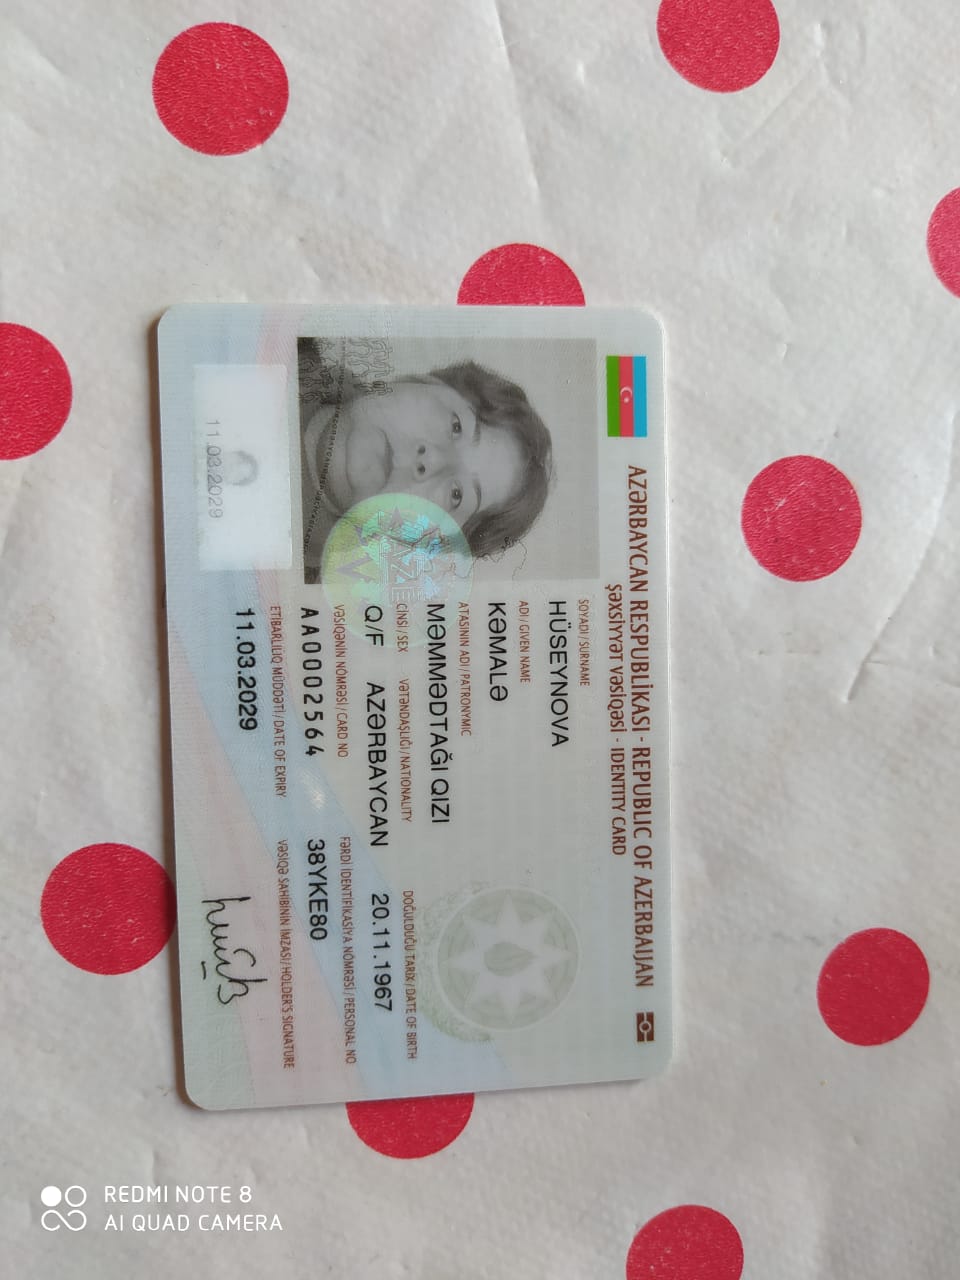 AZƏRBAYCAN RESPUBLİKASI - REPUBLIC OF AZERBAIJAN
ŞƏXSİYYƏT VƏSİQƏSİ - IDENTITY CARD
SOYADI / SURNAME
HÜSEYNOVA
ADI / GIVEN NAME
KƏMALƏ
ATASININ ADI / PATRONYMIC
MƏMMƏDTAĞI QIZI
CİNSİ / SEX VƏTƏNDAŞLIĞI / NATIONALITY DOĞULDUĞU TARİX / DATE OF BIRTH
Q/F AZƏRBAYCAN 20.11.1967
VƏSİQƏNİN NÖMRƏSİ / CARD NO FƏRDİ İDENTİFİKASİYA NÖMRƏSİ / PERSONAL NO
AA0002564 38YKE80
ETİBARLILIQ MÜDDƏTİ / DATE OF EXPIRY VƏSİQƏ SAHİBİNİN İMZASI / HOLDER'S SIGNATURE
11.03.2029
11.03.2029
AZE
REDMI NOTE 8
AI QUAD CAMERA